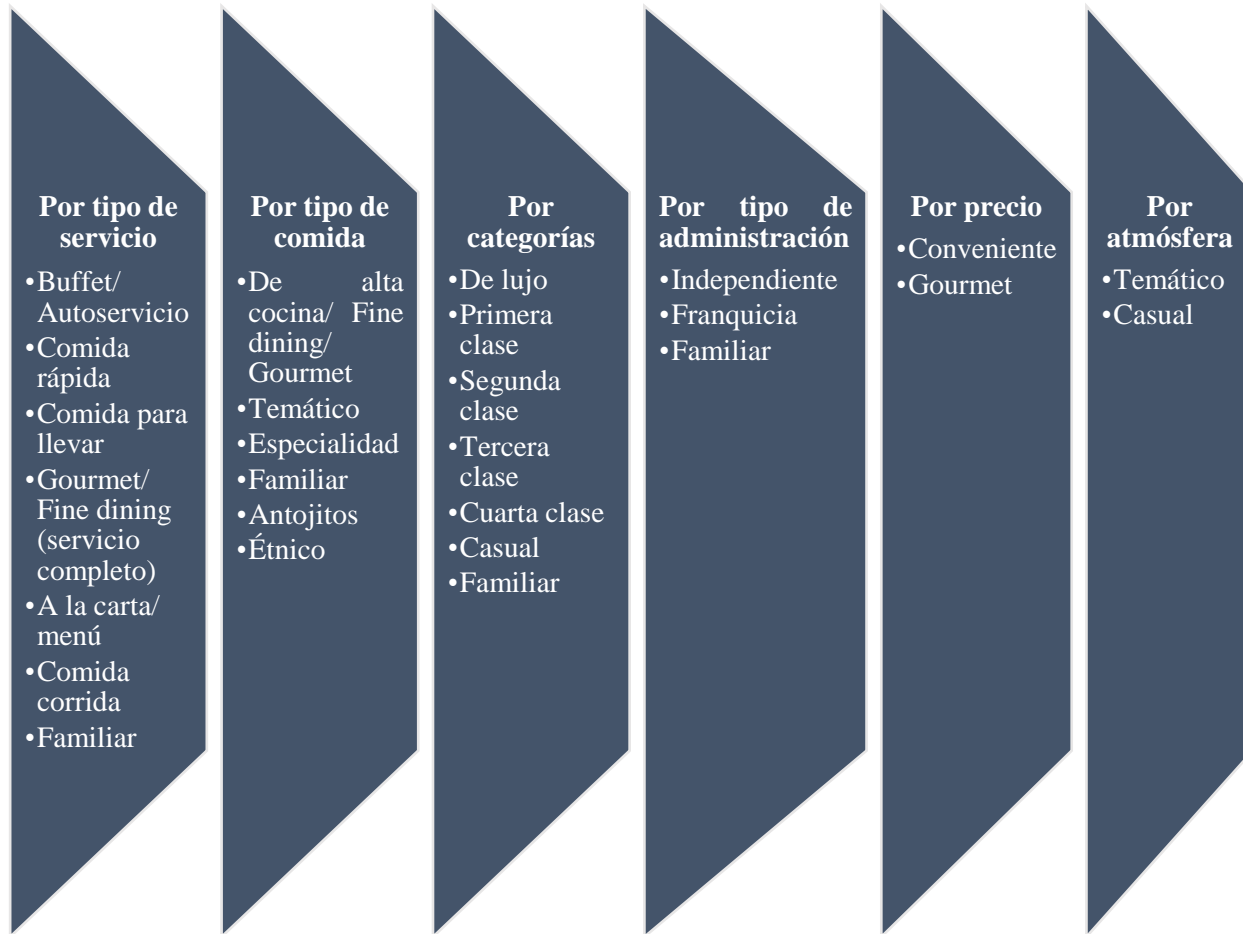 Por tipo de
servicio
•Buffet/
Autoservicio
•Comida
rápida
•Comida para
llevar
•Gourmet/
Fine dining
(servicio
completo)
•A la carta/
menú
•Comida
corrida
•Familiar
Por tipo de
comida
•De alta
cocina/ Fine
dining/
Gourmet
•Temático
•Especialidad
•Familiar
•Antojitos
•Étnico
Por
categorías
•De lujo
•Primera
clase
•Segunda
clase
•Tercera
clase
•Cuarta clase
•Casual
•Familiar
Por tipo de
administración
•Independiente
•Franquicia
•Familiar
Por precio
•Conveniente
•Gourmet
Por
atmósfera
•Temático
•Casual